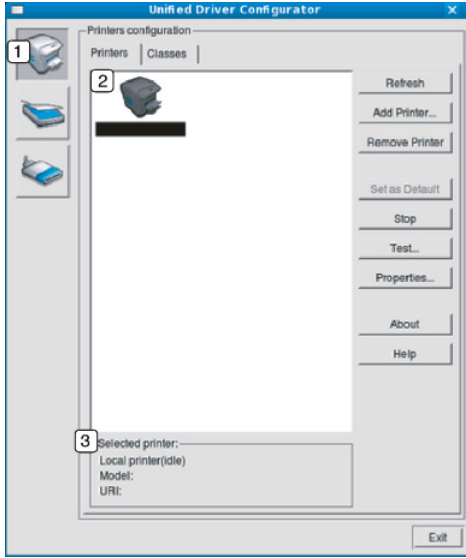 Unified Driver Configurator
Printers configuration
1
Printers Classes
2
Refresh
Add Printer...
Remove Printer
Set as Default
Stop
Test...
Properties...
About
Help
3
Selected printer:
Local printer(idle)
Model:
URI:
Exit